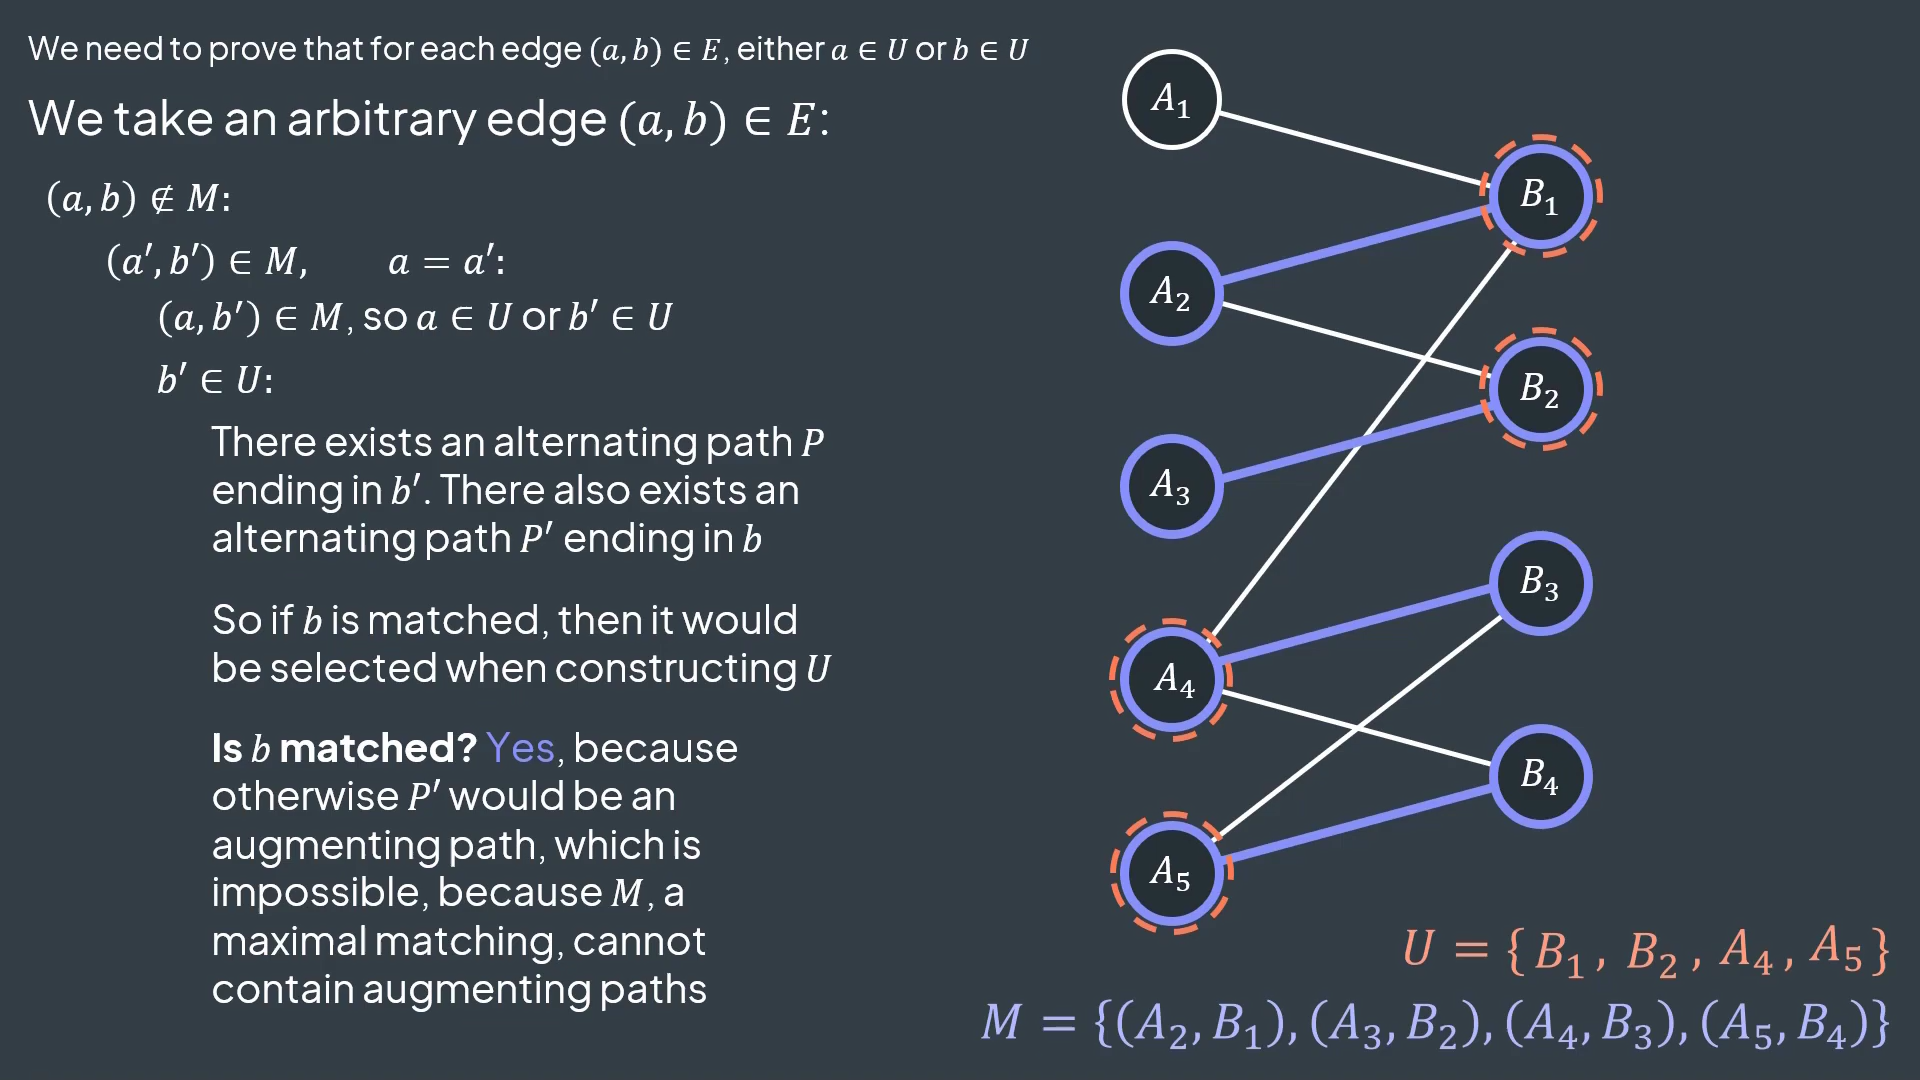 We need to prove that for each edge (a, b) ∈ E, either a ∈ U or b ∈ U
We take an arbitrary edge (a, b) ∈ E:
(a, b) ∉ M:
(a′, b′) ∈ M, a = a′:
(a, b′) ∈ M, so a ∈ U or b′ ∈ U
b′ ∈ U:
There exists an alternating path P
ending in b′. There also exists an
alternating path P′ ending in b
So if b is matched, then it would
be selected when constructing U
Is b matched? Yes, because
otherwise P′ would be an
augmenting path, which is
impossible, because M, a
maximal matching, cannot
contain augmenting paths
A₁
B₁
A₂
B₂
A₃
B₃
A₄
B₄
A₅
U = {B₁, B₂, A₄, A₅}
M = {(A₂, B₁), (A₃, B₂), (A₄, B₃), (A₅, B₄)}